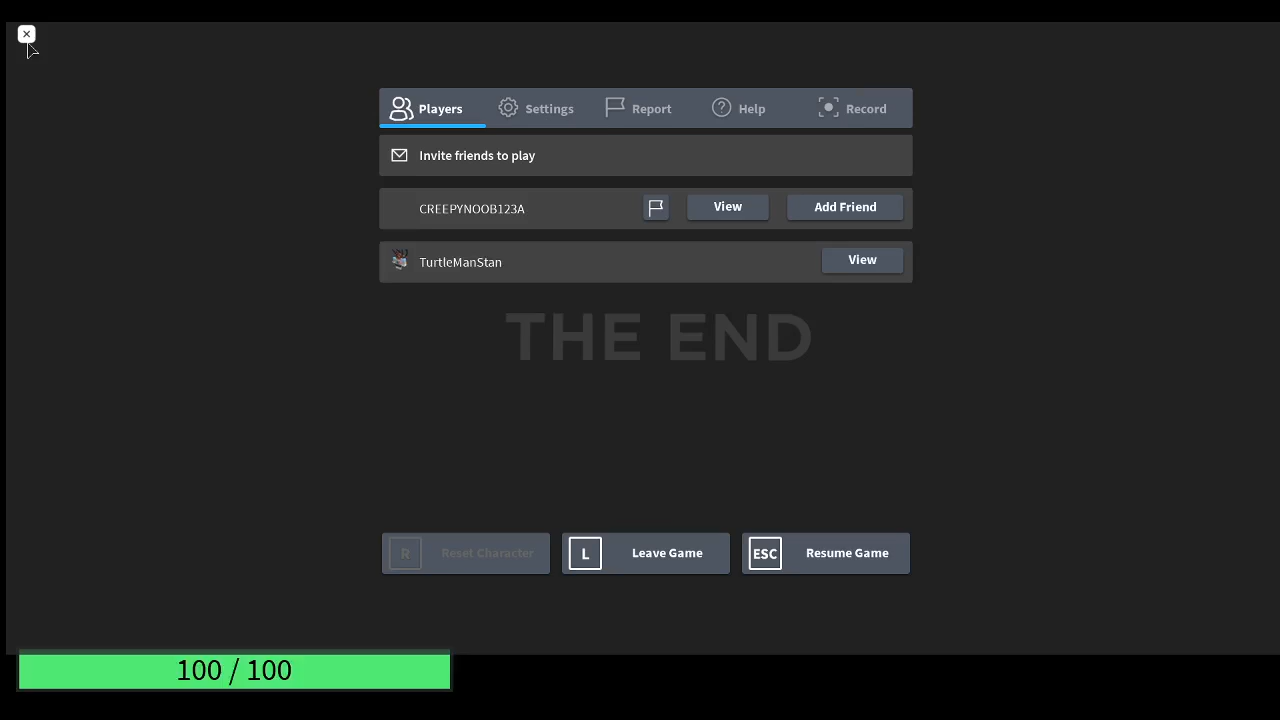 Players Settings Report Help Record
Invite friends to play
CREEPYNOOB123A View Add Friend
TurtleManStan View
THE END
R Reset Character L Leave Game ESC Resume Game
100 / 100